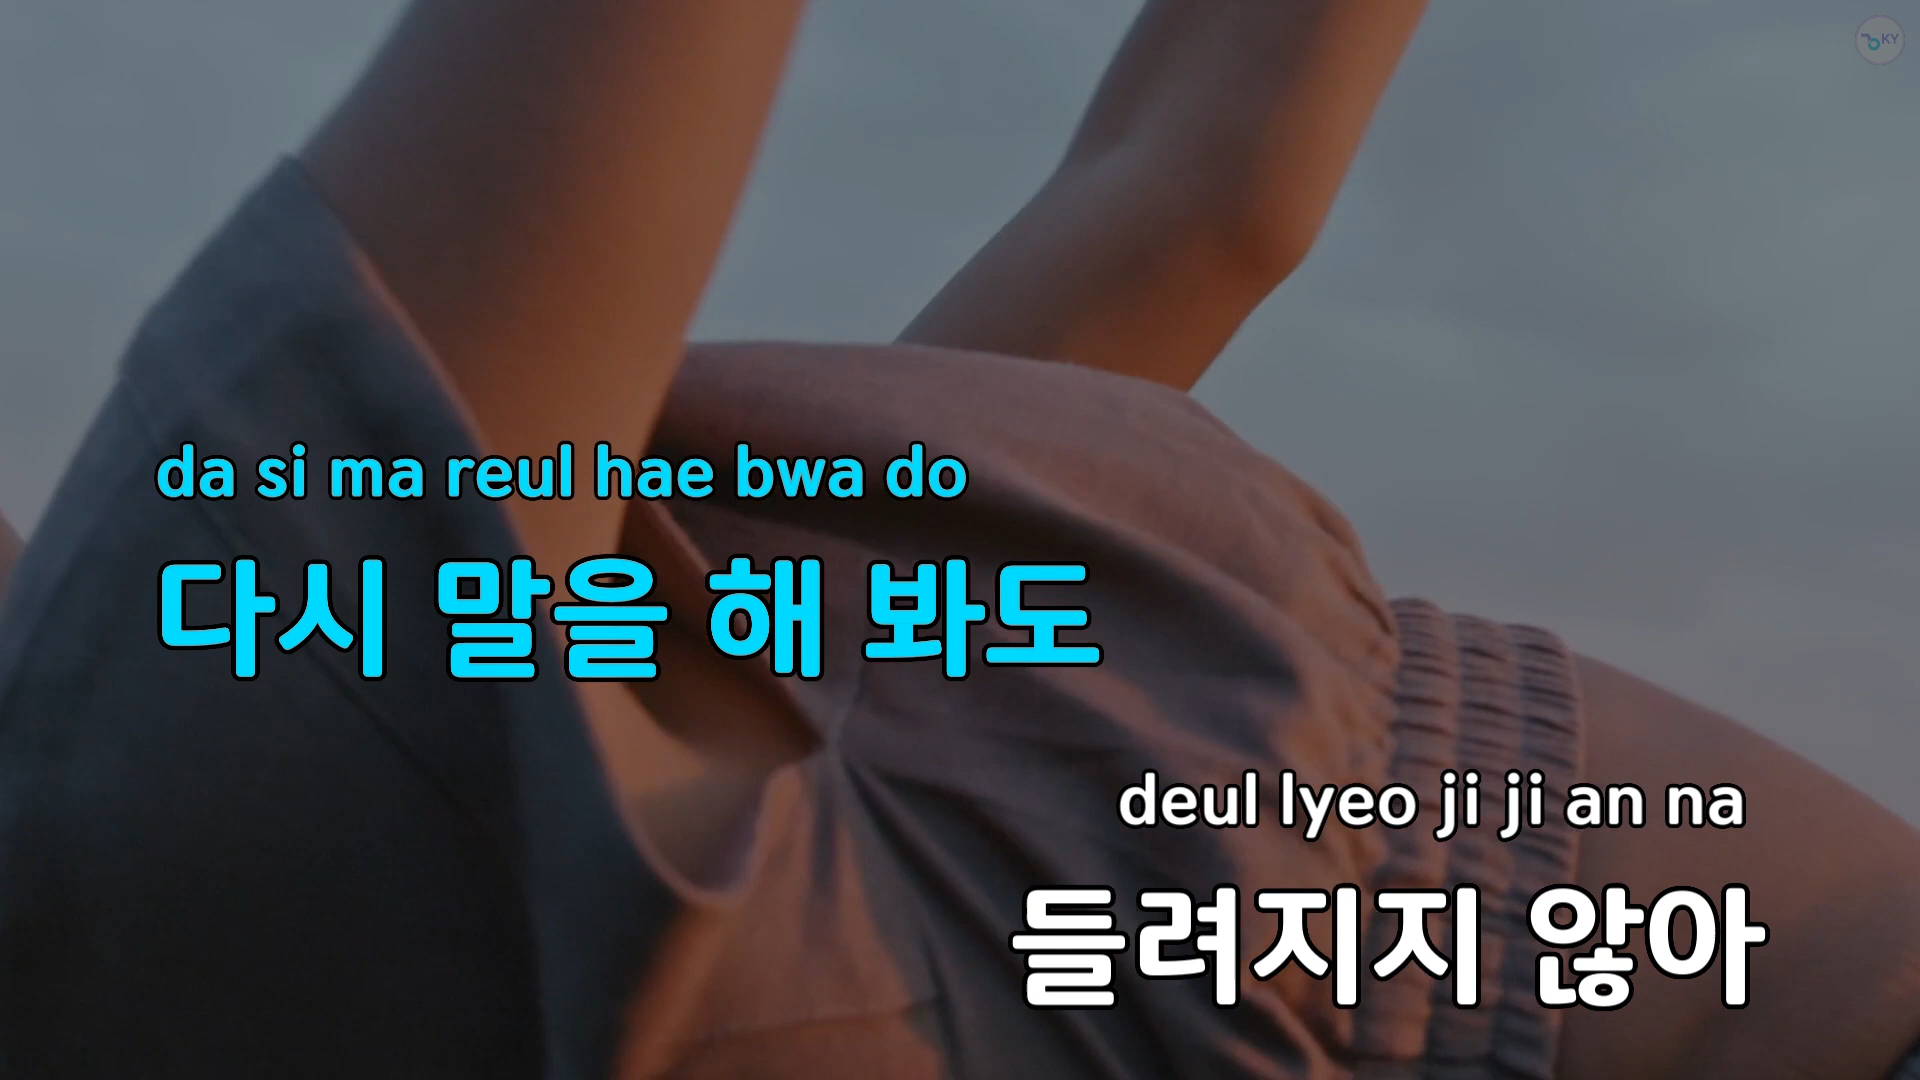 KY
da si ma reul hae bwa do
다시 말을 해 봐도
deul lyeo ji ji an na
들려지지 않아